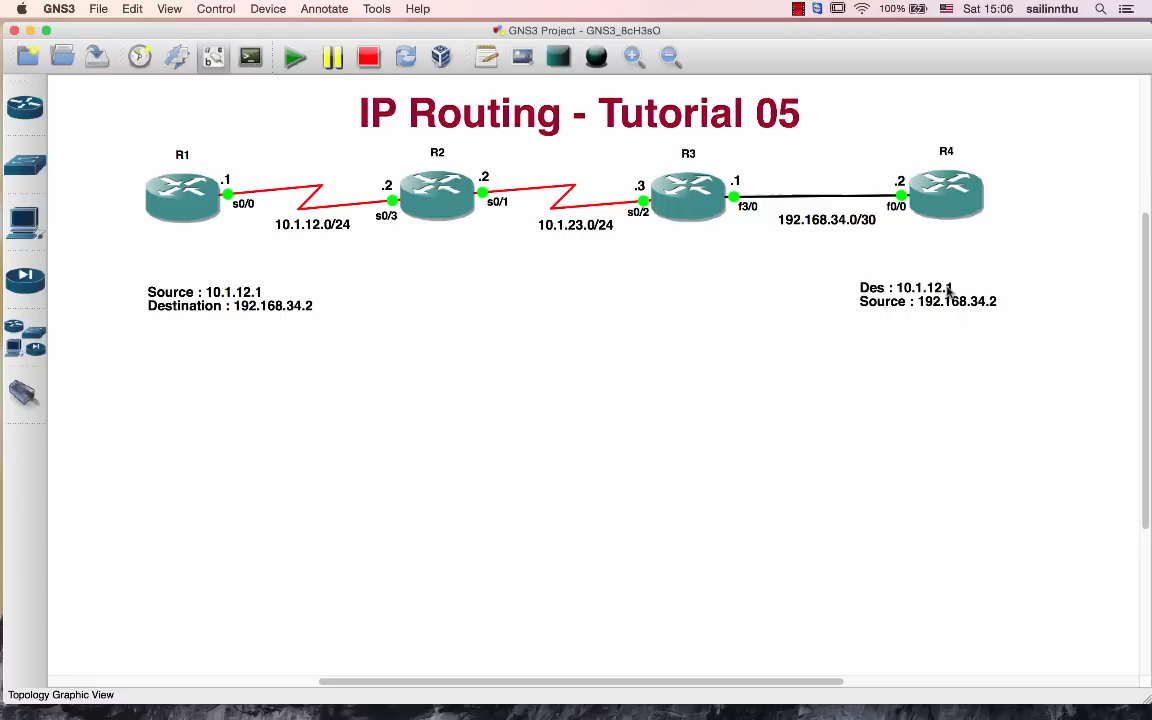 GNS3 File Edit View Control Device Annotate Tools Help 100% Sat 15:06 sailinnthu
GNS3 Project - GNS3_8cH3sO
IP Routing - Tutorial 05
R1 R2 R3 R4
.1 .2 .2 .3 .1 .2
s0/0 s0/3 s0/1 s0/2 f3/0 f0/0
10.1.12.0/24 10.1.23.0/24 192.168.34.0/30
Source : 10.1.12.1
Destination : 192.168.34.2
Des : 10.1.12.1
Source : 192.168.34.2
Topology Graphic View